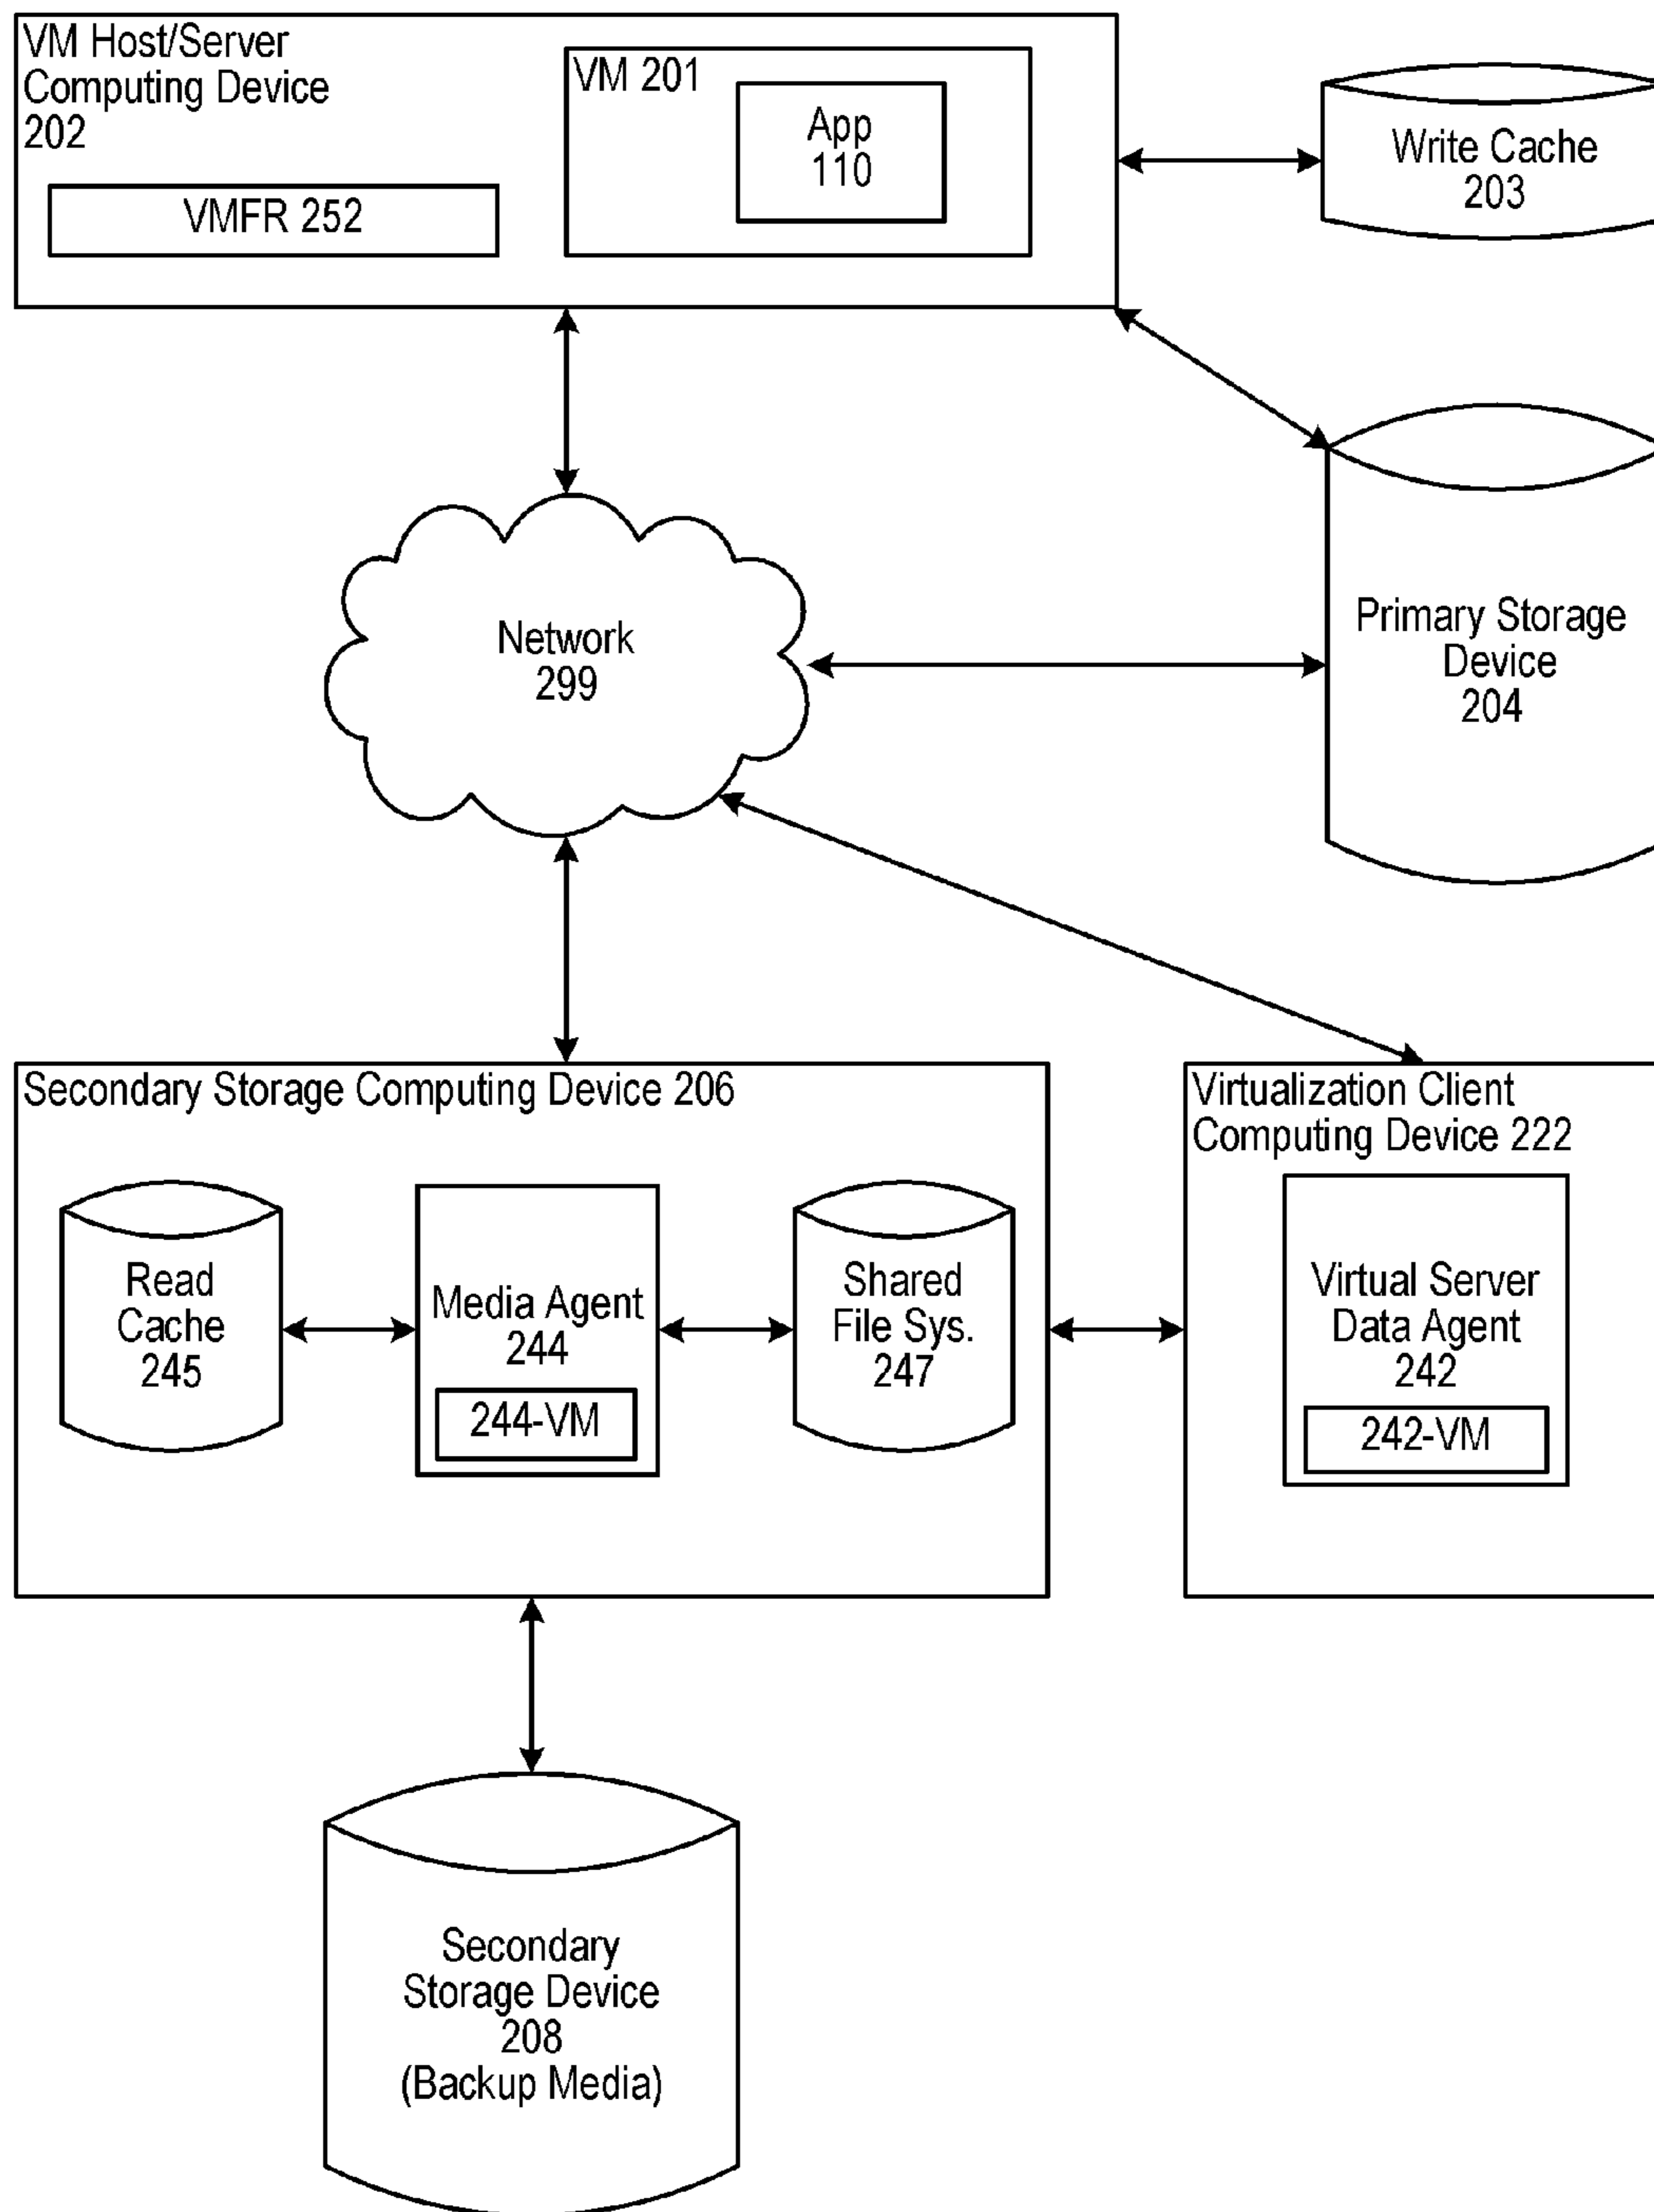 VM Host/Server
Computing Device
202
VMFR 252
VM 201
App
110
Write Cache
203
Network
299
Primary Storage
Device
204
Secondary Storage Computing Device 206
Read
Cache
245
Media Agent
244
244-VM
Shared
File Sys.
247
Virtualization Client
Computing Device 222
Virtual Server
Data Agent
242
242-VM
Secondary
Storage Device
208
(Backup Media)